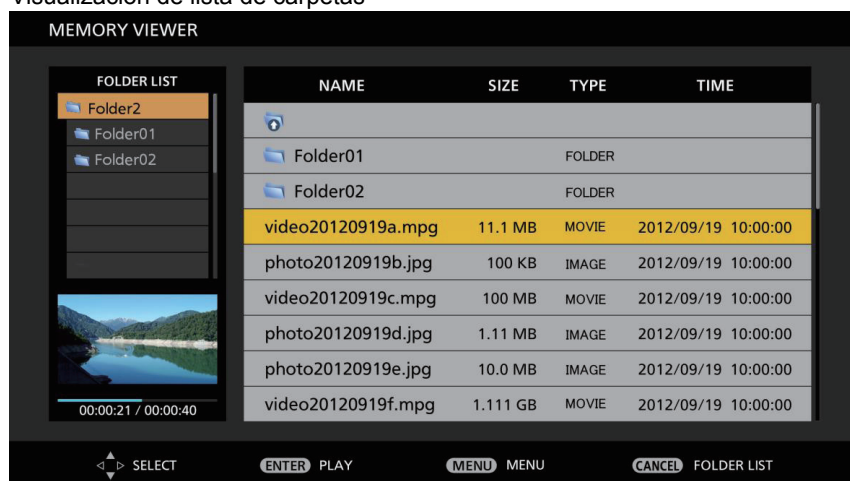 Visualización de lista de carpetas
MEMORY VIEWER
FOLDER LIST
Folder2
Folder01
Folder02
00:00:21 / 00:00:40
NAME SIZE TYPE TIME
Folder01 FOLDER
Folder02 FOLDER
video20120919a.mpg 11.1 MB MOVIE 2012/09/19 10:00:00
photo20120919b.jpg 100 KB IMAGE 2012/09/19 10:00:00
video20120919c.mpg 100 MB MOVIE 2012/09/19 10:00:00
photo20120919d.jpg 1.11 MB IMAGE 2012/09/19 10:00:00
photo20120919e.jpg 10.0 MB IMAGE 2012/09/19 10:00:00
video20120919f.mpg 1.111 GB MOVIE 2012/09/19 10:00:00
SELECT ENTER PLAY MENU MENU CANCEL FOLDER LIST